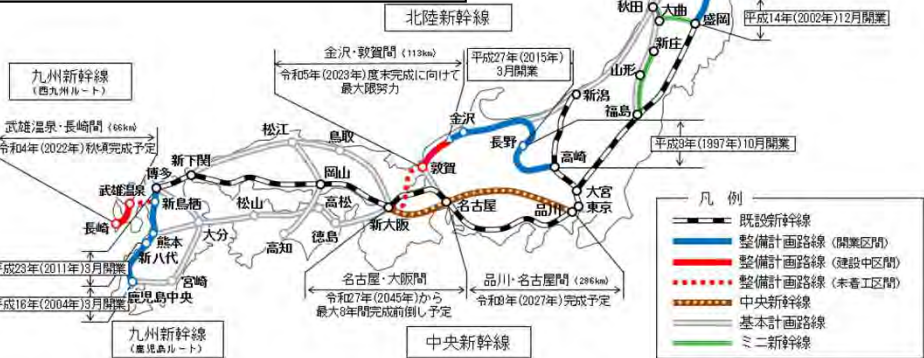 北陸新幹線
秋田
大曲
盛岡
平成14年(2002年)12月開業
新庄
山形
金沢・敦賀間 (113km)
令和5年(2023年)度末完成に向けて
最大限努力
平成27年(2015年)
3月開業
新潟
福島
九州新幹線
(西九州ルート)
武雄温泉・長崎間 (66km)
令和4年(2022年)秋頃完成予定
金沢
長野
高崎
平成9年(1997年)10月開業
松江
鳥取
敦賀
新下関
博多
岡山
大宮
東京
品川
名古屋
新大阪
武雄温泉
新鳥栖
長崎
松山
高松
高知
徳島
大分
熊本
新八代
宮崎
鹿児島中央
平成23年(2011年)3月開業
平成16年(2004年)3月開業
名古屋・大阪間
令和27年(2045年)から
最大8年間完成前倒し予定
品川・名古屋間 (286km)
令和9年(2027年)完成予定
九州新幹線
(鹿児島ルート)
中央新幹線
凡例
既設新幹線
整備計画路線 (開業区間)
整備計画路線 (建設中区間)
整備計画路線 (未着工区間)
中央新幹線
基本計画路線
ミニ新幹線